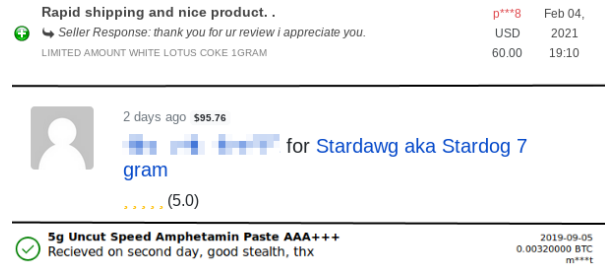 Rapid shipping and nice product. . p***8 Feb 04,
Seller Response: thank you for ur review i appreciate you. USD 2021
LIMITED AMOUNT WHITE LOTUS COKE 1GRAM 60.00 19:10
2 days ago $95.76
for Stardawg aka Stardog 7
gram
(5.0)
5g Uncut Speed Amphetamin Paste AAA+++ 2019-09-05
Recieved on second day, good stealth, thx 0.00320000 BTC
m***t